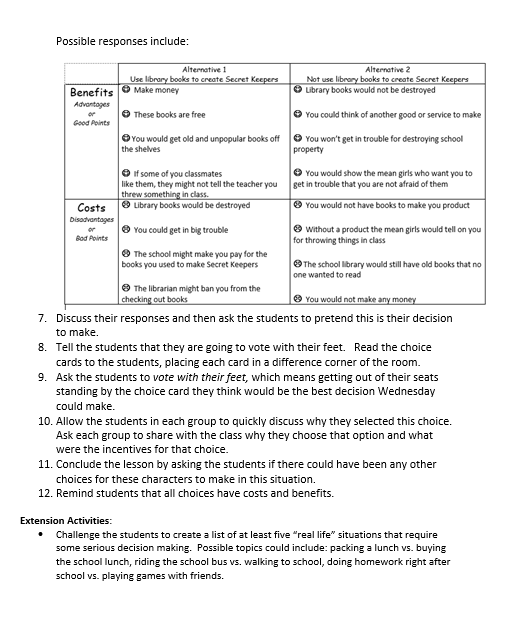 Possible responses include:
Alternative 1
Use library books to create Secret Keepers
Alternative 2
Not use library books to create Secret Keepers
Benefits
Advantages
or
Good Points
Make money
These books are free
You would get old and unpopular books off
the shelves
If some of you classmates
like them, they might not tell the teacher you
threw something in class.
Library books would not be destroyed
You could think of another good or service to make
You won't get in trouble for destroying school
property
You would show the mean girls who want you to
get in trouble that you are not afraid of them
Costs
Disadvantages
or
Bad Points
Library books would be destroyed
You could get in big trouble
The school might make you pay for the
books you used to make Secret Keepers
The librarian might ban you from the
checking out books
You would not have books to make you product
Without a product the mean girls would tell on you
for throwing things in class
The school library would still have old books that no
one wanted to read
You would not make any money
7. Discuss their responses and then ask the students to pretend this is their decision
to make.
8. Tell the students that they are going to vote with their feet. Read the choice
cards to the students, placing each card in a difference corner of the room.
9. Ask the students to vote with their feet, which means getting out of their seats
standing by the choice card they think would be the best decision Wednesday
could make.
10. Allow the students in each group to quickly discuss why they selected this choice.
Ask each group to share with the class why they choose that option and what
were the incentives for that choice.
11. Conclude the lesson by asking the students if there could have been any other
choices for these characters to make in this situation.
12. Remind students that all choices have costs and benefits.
Extension Activities:
• Challenge the students to create a list of at least five "real life" situations that require
some serious decision making. Possible topics could include: packing a lunch vs. buying
the school lunch, riding the school bus vs. walking to school, doing homework right after
school vs. playing games with friends.